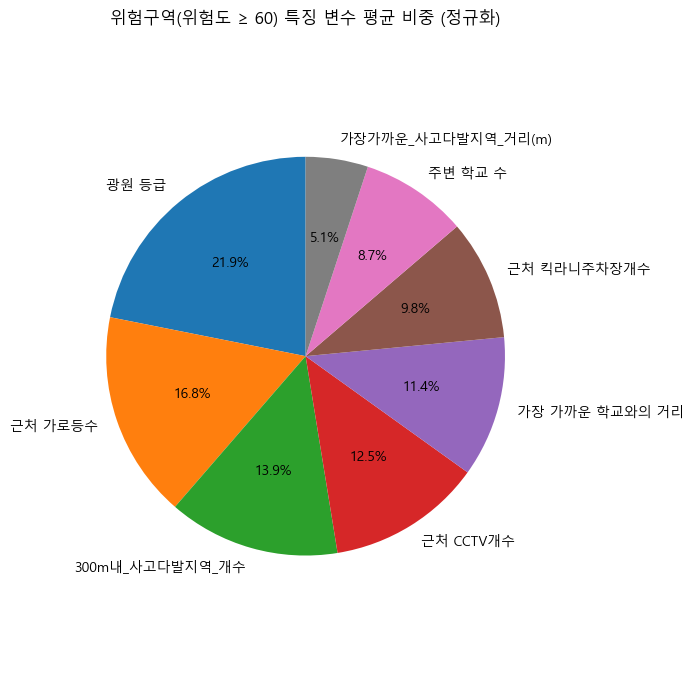 위험구역(위험도 ≥ 60) 특징 변수 평균 비중 (정규화)
가장가까운_사고다발지역_거리(m)
주변 학교 수
광원 등급
5.1%
8.7%
21.9%
근처 킥라니주차장개수
9.8%
11.4%
16.8%
가장 가까운 학교와의 거리
근처 가로등수
12.5%
13.9%
근처 CCTV개수
300m내_사고다발지역_개수